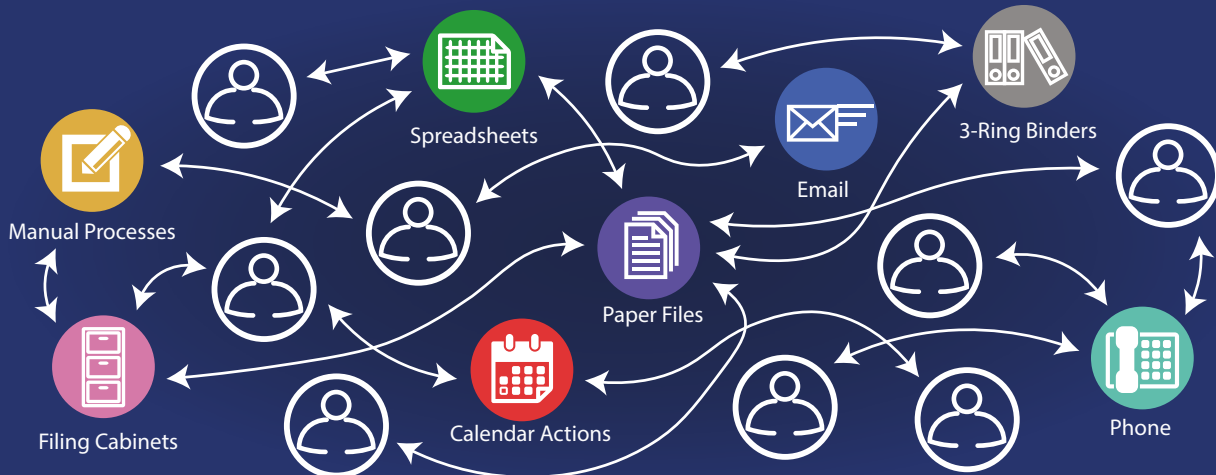 Spreadsheets
3-Ring Binders
Email
Manual Processes
Paper Files
Filing Cabinets
Calendar Actions
Phone